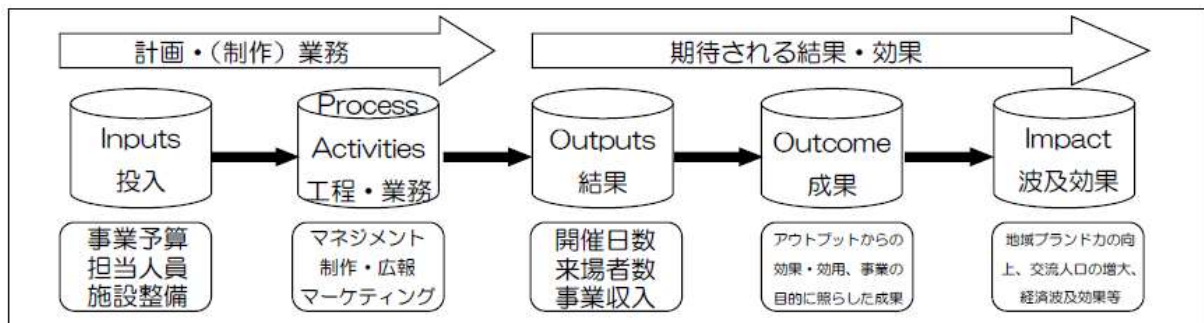 計画・（制作）業務
期待される結果・効果
Process
Inputs
投入
Activities
工程・業務
Outputs
結果
Outcome
成果
Impact
波及効果
事業予算
担当人員
施設整備
マネジメント
制作・広報
マーケティング
開催日数
来場者数
事業収入
アウトプットからの
効果・効用、事業の
目的に照らした成果
地域ブランド力の向
上、交流人口の増大、
経済波及効果等